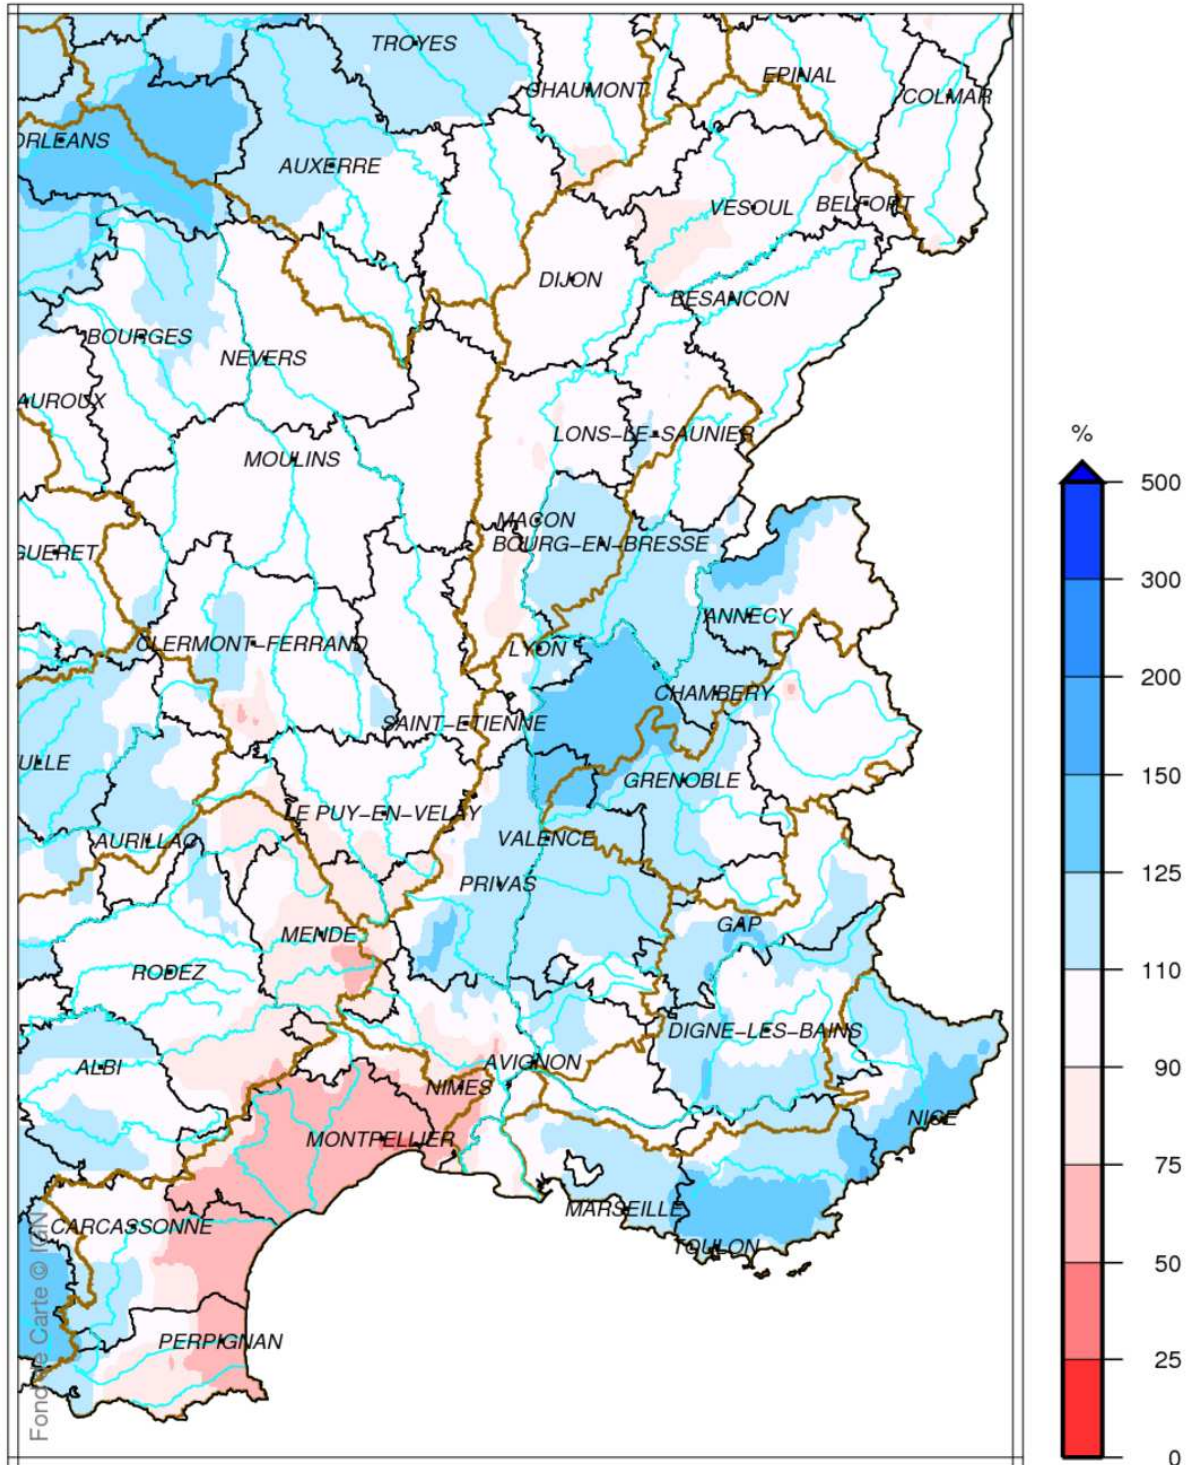 TROYES
EPINAL
CHAUMONT
COLMAR
ORLEANS
AUXERRE
VESOUL
BELFORT
DIJON
BESANCON
BOURGES
NEVERS
AUROUX
LONS-LE-SAUNIER
%
MOULINS
500
MACON
BOURG-EN-BRESSE
GUERET
300
ANNECY
CLERMONT-FERRAND
LYON
200
CHAMBERY
SAINT-ETIENNE
ULLE
150
GRENOBLE
LE PUY-EN-VELAY
AURILLAC
VALENCE
125
PRIVAS
GAP
MENDE
110
RODEZ
DIGNE-LES-BAINS
AVIGNON
ALBI
90
NIMES
NICE
MONTPELLIER
75
MARSEILLE
CARCASSONNE
TOULON
50
PERPIGNAN
25
0
Fond de Carte © IGN